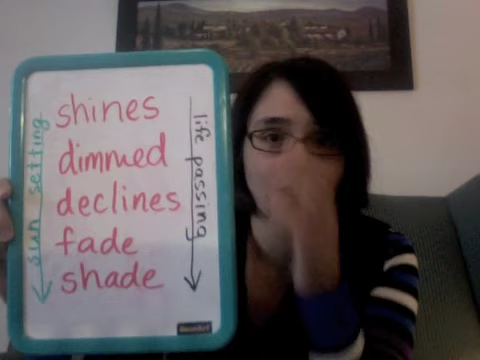 sun setting
shines
dimmed
declines
fade
shade
life passing